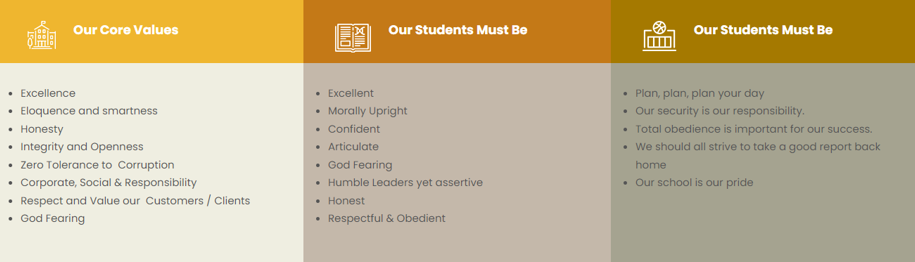 Our Core Values
Excellence
Eloquence and smartness
Honesty
Integrity and Openness
Zero Tolerance to  Corruption
Corporate, Social & Responsibility
Respect and Value our  Customers / Clients
God Fearing
Our Students Must Be
Excellent
Morally Upright
Confident
Articulate
God Fearing
Humble Leaders yet assertive
Honest
Respectful & Obedient
Our Students Must Be
Plan, plan, plan your day
Our security is our responsibility.
Total obedience is important for our success.
We should all strive to take a good report back
home
Our school is our pride